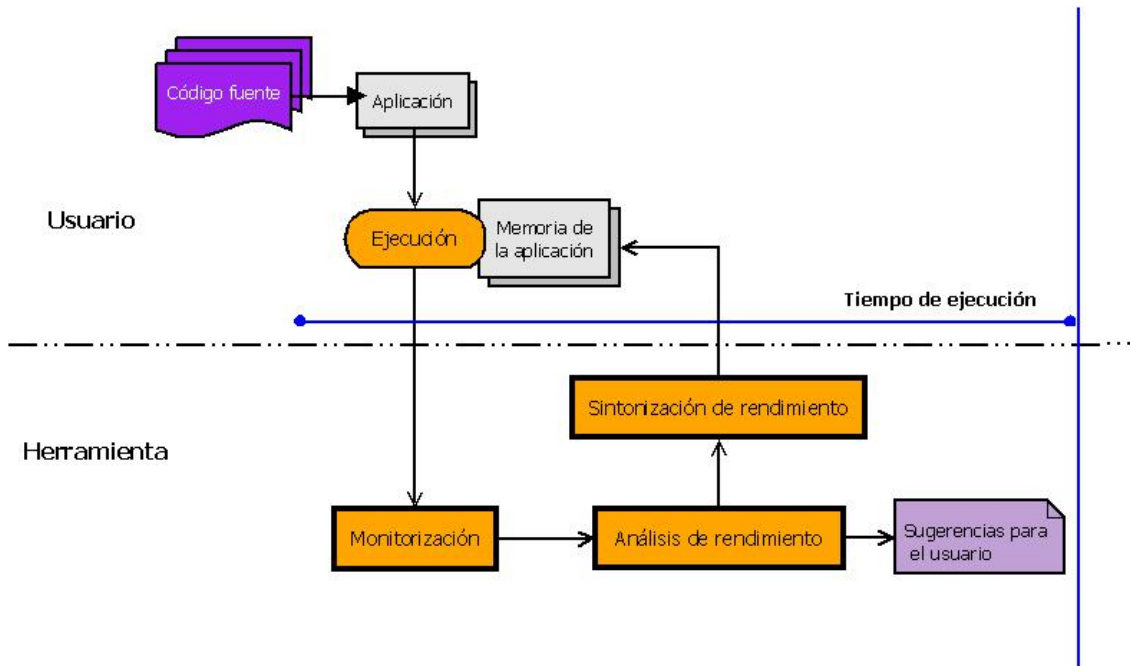 Código fuente
Aplicación
Usuario
Ejecución
Memoria de
la aplicación
Tiempo de ejecución
Sintonización de rendimiento
Herramienta
Monitorización
Análisis de rendimiento
Sugerencias para
el usuario